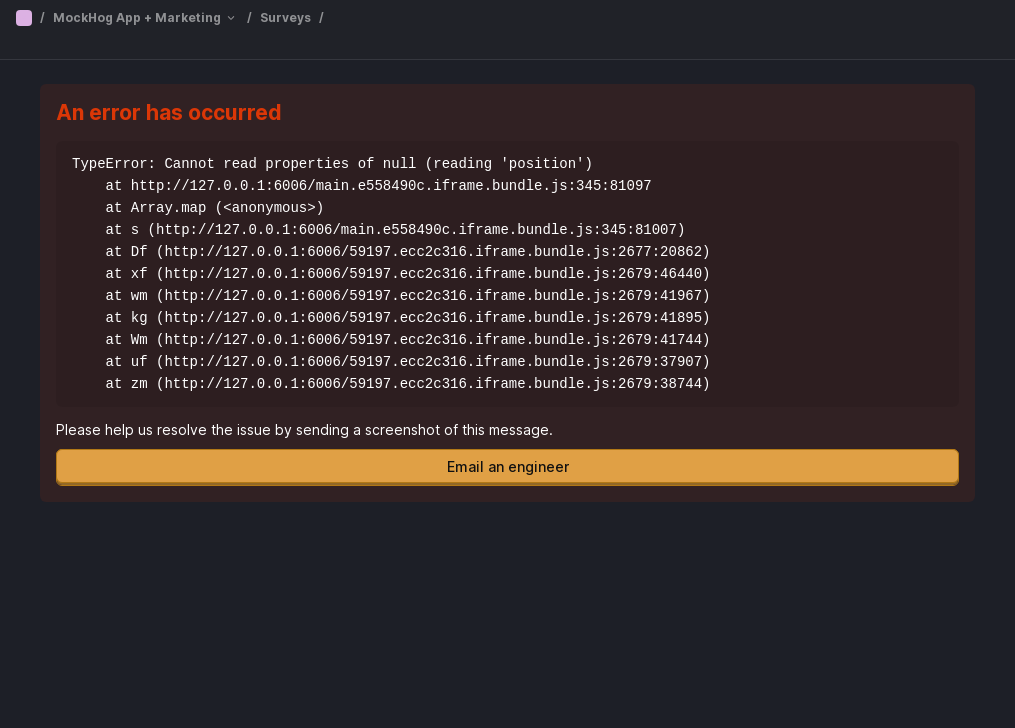 / MockHog App + Marketing / Surveys /
An error has occurred
TypeError: Cannot read properties of null (reading 'position')
    at http://127.0.0.1:6006/main.e558490c.iframe.bundle.js:345:81097
    at Array.map (<anonymous>)
    at s (http://127.0.0.1:6006/main.e558490c.iframe.bundle.js:345:81007)
    at Df (http://127.0.0.1:6006/59197.ecc2c316.iframe.bundle.js:2677:20862)
    at xf (http://127.0.0.1:6006/59197.ecc2c316.iframe.bundle.js:2679:46440)
    at wm (http://127.0.0.1:6006/59197.ecc2c316.iframe.bundle.js:2679:41967)
    at kg (http://127.0.0.1:6006/59197.ecc2c316.iframe.bundle.js:2679:41895)
    at Wm (http://127.0.0.1:6006/59197.ecc2c316.iframe.bundle.js:2679:41744)
    at uf (http://127.0.0.1:6006/59197.ecc2c316.iframe.bundle.js:2679:37907)
    at zm (http://127.0.0.1:6006/59197.ecc2c316.iframe.bundle.js:2679:38744)
Please help us resolve the issue by sending a screenshot of this message.
Email an engineer